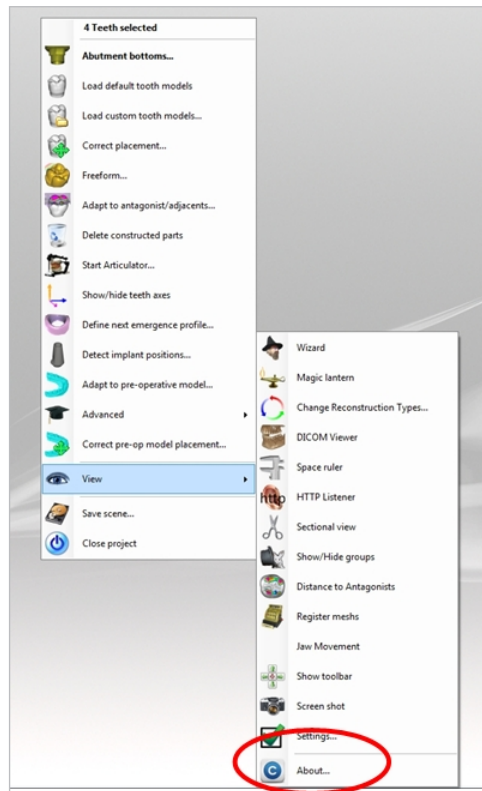 4 Teeth selected
Abutment bottoms...
Load default tooth models
Load custom tooth models...
Correct placement...
Freeform...
Adapt to antagonist/adjacents...
Delete constructed parts
Start Articulator...
Show/hide teeth axes
Define next emergence profile...
Detect implant positions...
Adapt to pre-operative model...
Advanced
Correct pre-op model placement...
View
Save scene...
Close project
Wizard
Magic lantern
Change Reconstruction Types...
DICOM Viewer
Space ruler
http HTTP Listener
Sectional view
Show/Hide groups
Distance to Antagonists
Register meshs
Jaw Movement
Show toolbar
Screen shot
Settings...
C About...